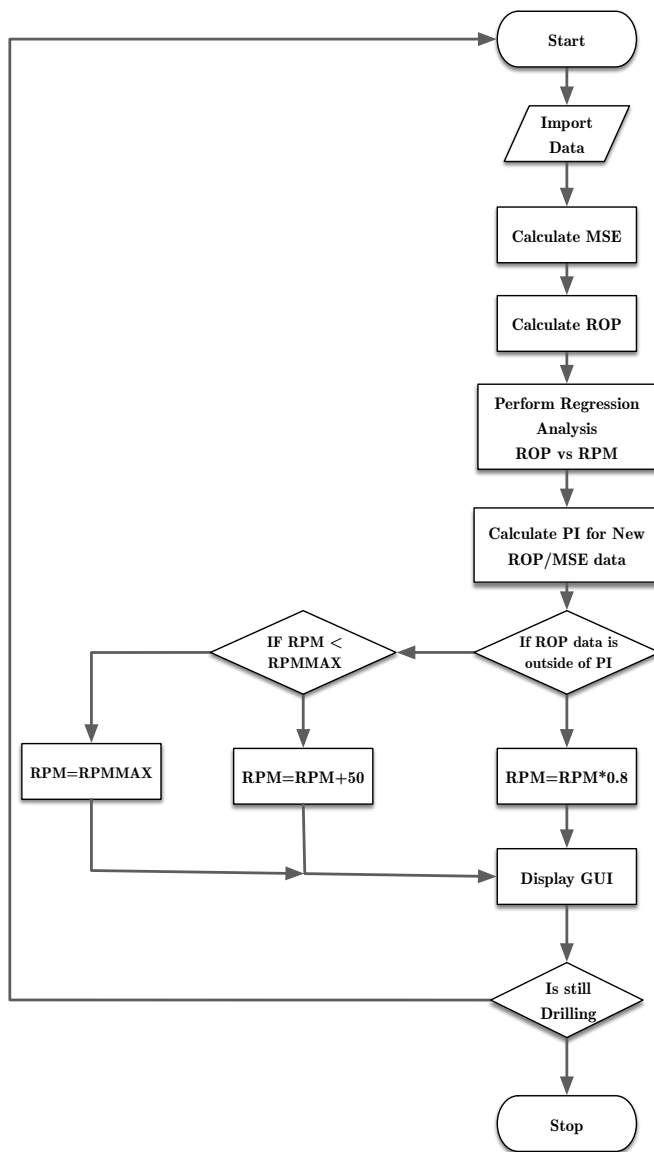 Start
Import
Data
Calculate MSE
Calculate ROP
Perform Regression
Analysis
ROP vs RPM
Calculate PI for New
ROP/MSE data
IF RPM <
RPMMAX
If ROP data is
outside of PI
RPM=RPMMAX
RPM=RPM+50
RPM=RPM*0.8
Display GUI
Is still
Drilling
Stop